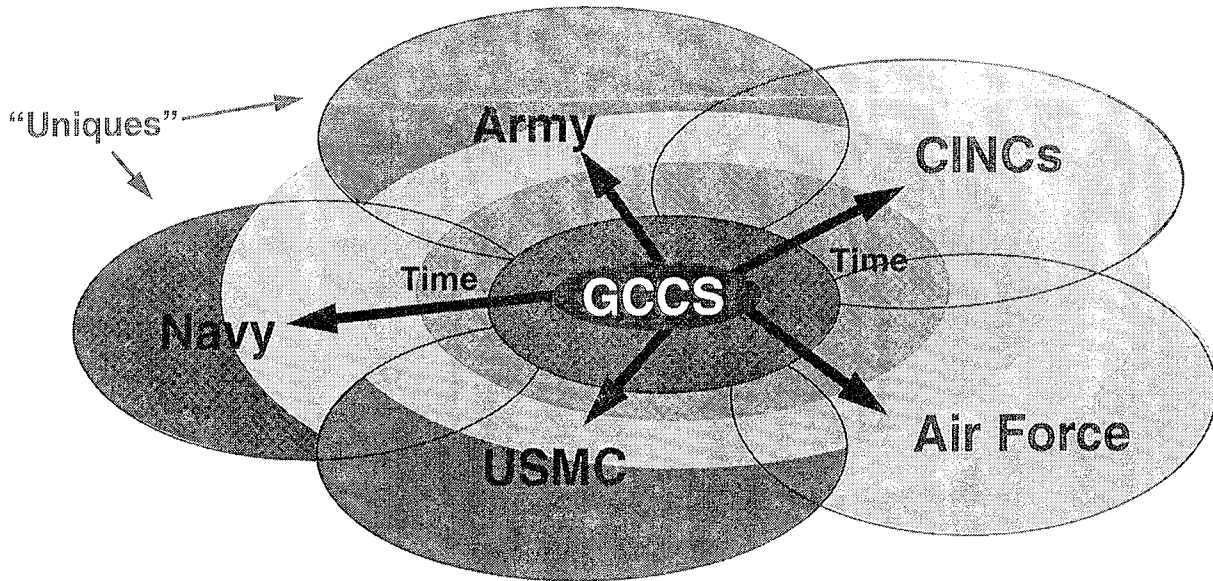 “Uniques”
Army
CINCs
Time
Time
GCCS
Navy
Air Force
USMC